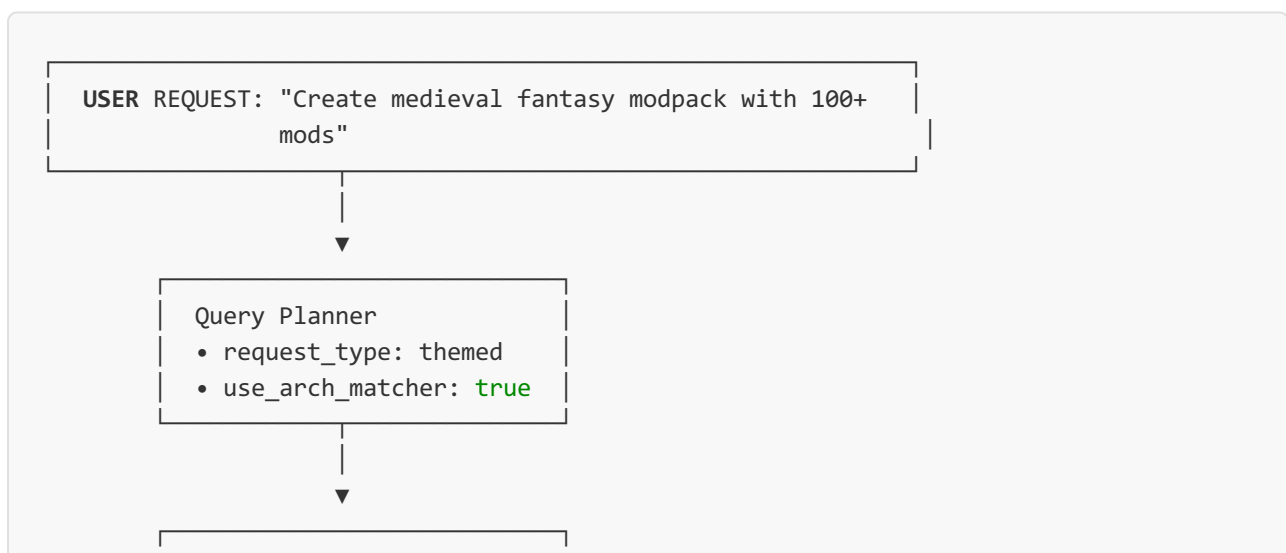 USER REQUEST: "Create medieval fantasy modpack with 100+
mods"
Query Planner
• request_type: themed
• use_arch_matcher: true